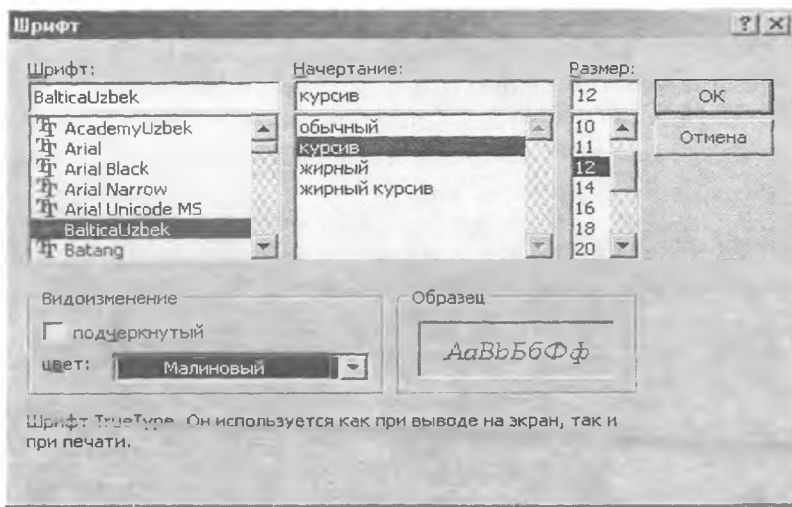 Шрифт
Шрифт: Начертание: Размер:
BalticaUzbek курсив 12 OK
AcademyUzbek обычный 10 Отмена
Arial курсив 11
Arial Black жирный 12
Arial Narrow жирный курсив 14
Arial Unicode MS 16
BalticaUzbek 18
Batang 20
Видоизменение Образец
подчеркнутый
цвет: Малиновый АаВbБбФф
Шрифт TrueType. Он используется как при выводе на экран, так и
при печати.